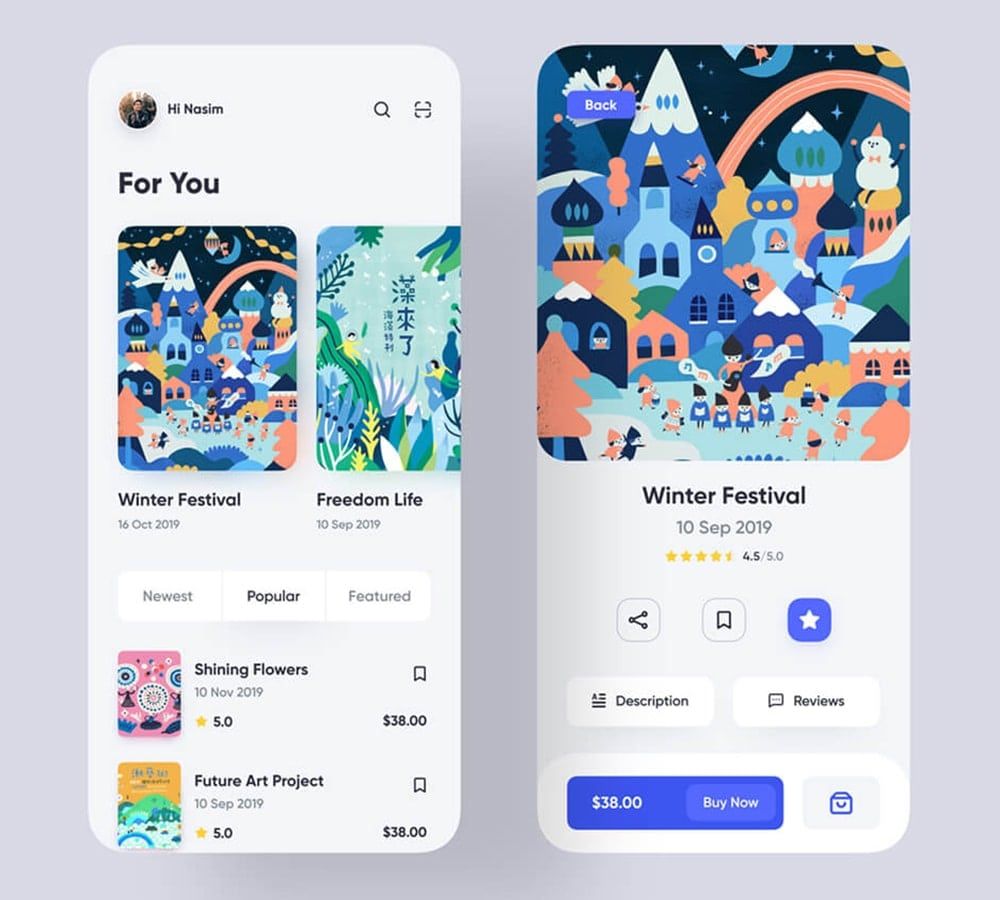 Hi Nasim
For You
藻來了
海藻特刊
Winter Festival
16 Oct 2019
Freedom Life
10 Sep 2019
Newest
Popular
Featured
Shining Flowers
10 Nov 2019
5.0
$38.00
Future Art Project
10 Sep 2019
5.0
$38.00
Back
Winter Festival
10 Sep 2019
4.5/5.0
Description
Reviews
$38.00
Buy Now